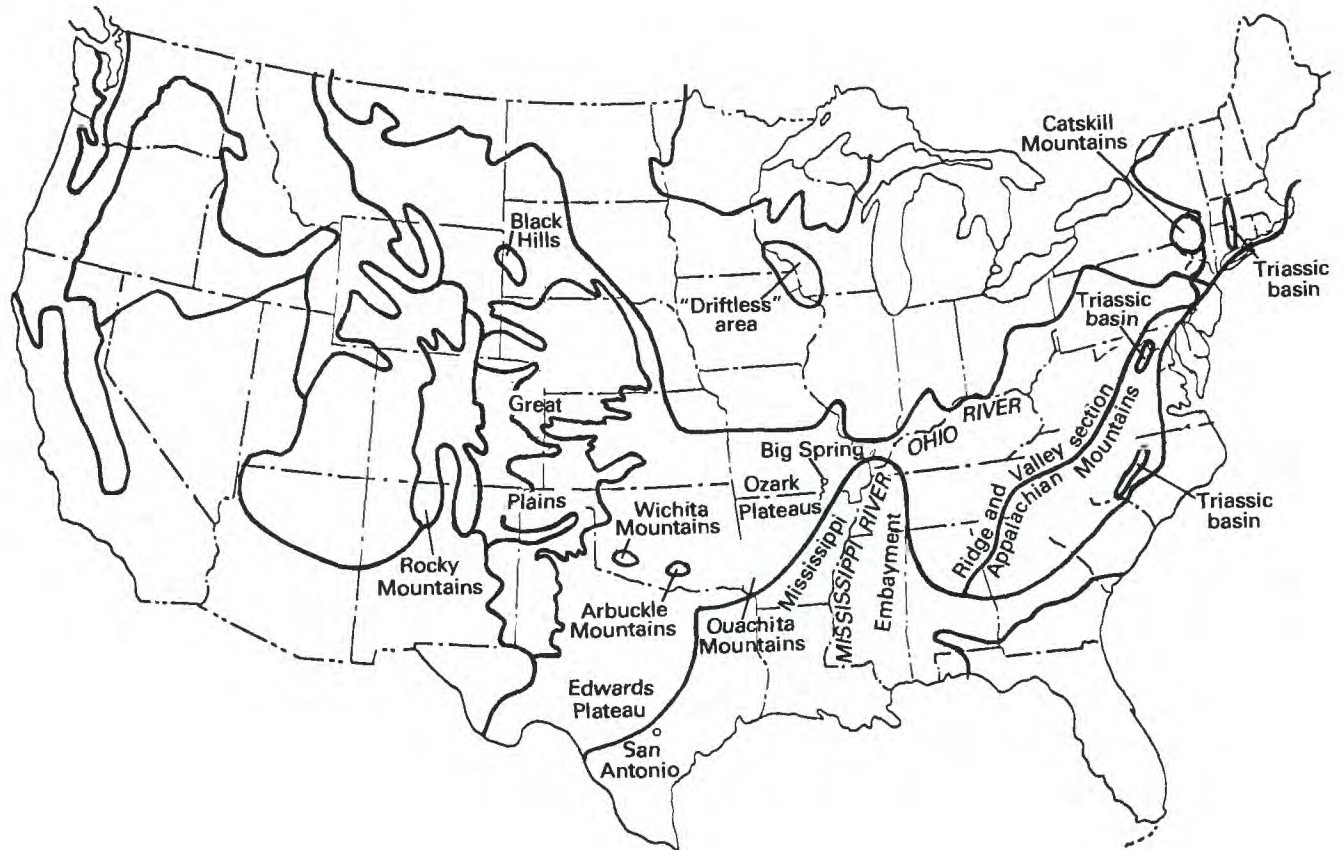 Catskill
Mountains
Black
Hills
"Driftless"
area
Triassic
basin
Triassic
basin
Great
Plains
OHIO RIVER
Big Spring
Ozark
Plateaus
Wichita
Mountains
Ridge and Valley section
Appalachian Mountains
Triassic
basin
Rocky
Mountains
Arbuckle
Mountains
Ouachita
Mountains
Mississippi
MISSISSIPPI RIVER
Embayment
Edwards
Plateau
San
Antonio